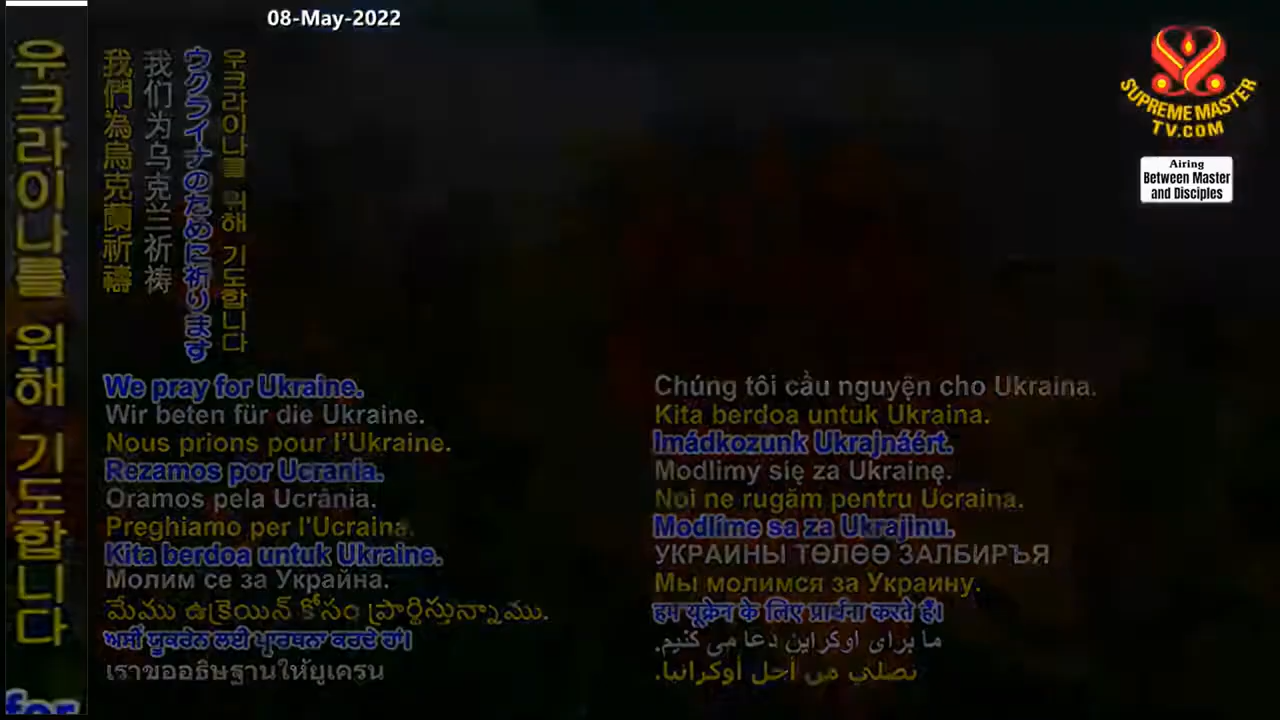 08-May-2022
SUPREME MASTER
TV.COM
Airing
Between Master
and Disciples
우크라이나를 위해 기도합니다
for
我們為烏克蘭祈禱
我们为乌克兰祈祷
ウクライナのために祈ります
우크라이나를 위해 기도합니다
We pray for Ukraine.
Wir beten für die Ukraine.
Nous prions pour l'Ukraine.
Rezamos por Ucrania.
Oramos pela Ucrânia.
Preghiamo per l'Ucraina.
Kita berdoa untuk Ukraine.
Молим се за Украйна.
మేము ఉక్రెయిన్ కోసం ప్రార్థిస్తున్నాము.
ਅਸੀਂ ਯੂਕਰੇਨ ਲਈ ਪ੍ਰਾਰਥਨਾ ਕਰਦੇ ਹਾਂ।
เราขออธิษฐานให้ยูเครน
Chúng tôi cầu nguyện cho Ukraina.
Kita berdoa untuk Ukraina.
Imádkozunk Ukrajnáért.
Modlimy się za Ukrainę.
Noi ne rugăm pentru Ucraina.
Modlíme sa za Ukrajinu.
УКРАИНЫ ТӨЛӨӨ ЗАЛБИРЪЯ
Мы молимся за Украину.
हम यूक्रेन के लिए प्रार्थना करते हैं।
ما برای اوکراین دعا می کنیم.
نصلي من أجل أوكرانيا.